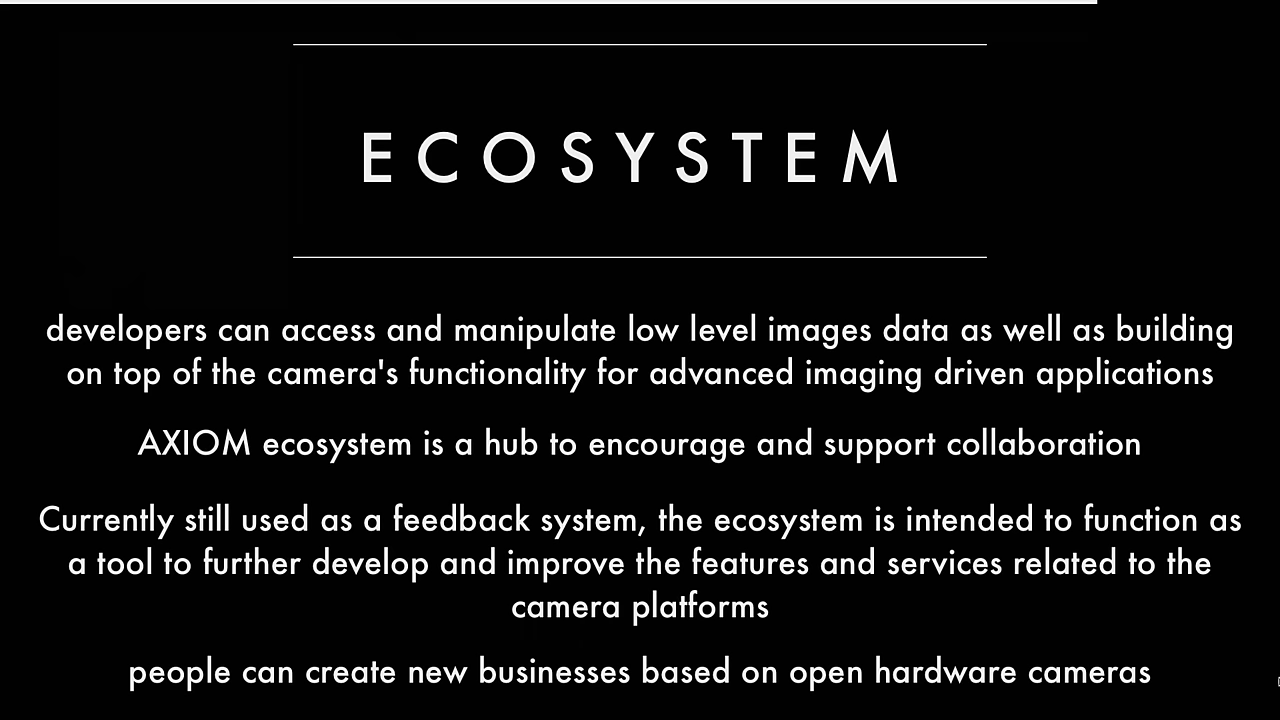 ECOSYSTEM
developers can access and manipulate low level images data as well as building
on top of the camera's functionality for advanced imaging driven applications
AXIOM ecosystem is a hub to encourage and support collaboration
Currently still used as a feedback system, the ecosystem is intended to function as
a tool to further develop and improve the features and services related to the
camera platforms
people can create new businesses based on open hardware cameras